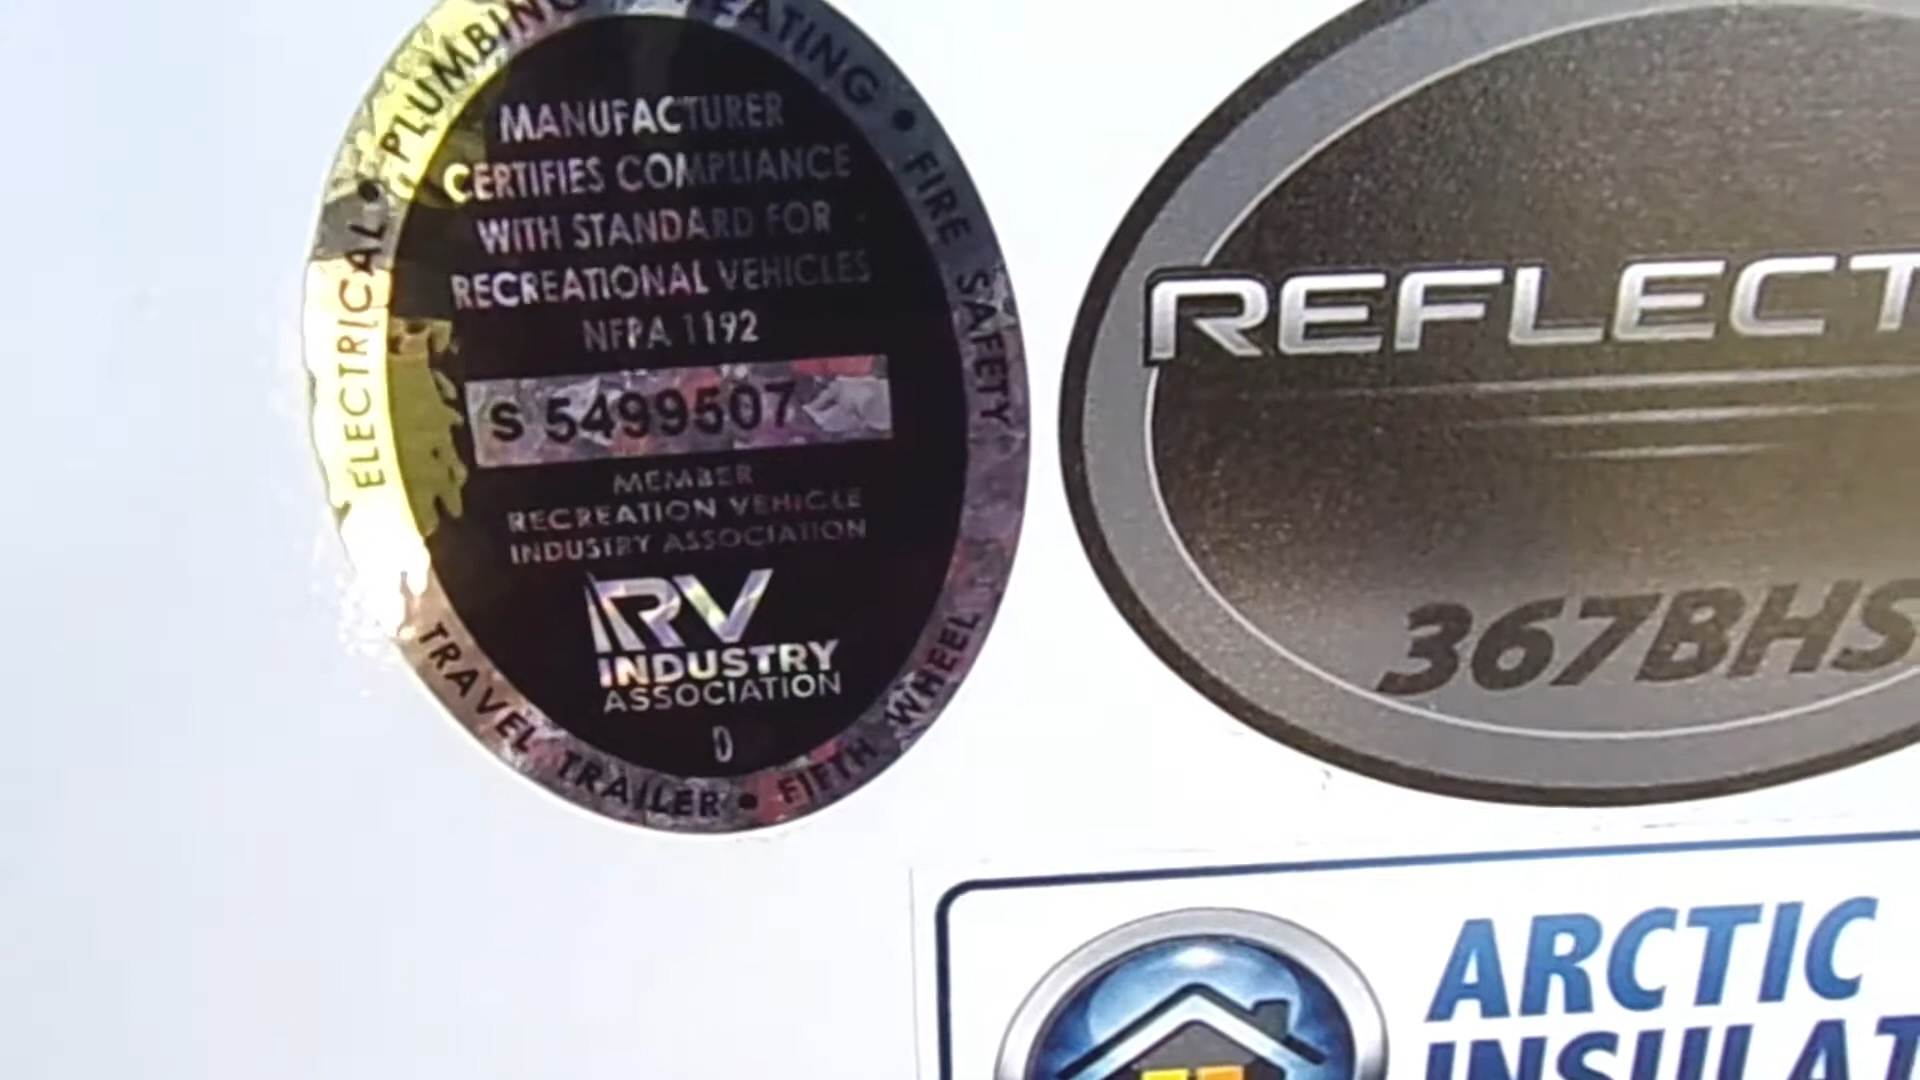 ELECTRICAL • PLUMBING
HEATING • FIRE SAFETY
MANUFACTURER
CERTIFIES COMPLIANCE
WITH STANDARD FOR
RECREATIONAL VEHICLES
NFPA 1192
S 5499507
MEMBER
RECREATION VEHICLE
INDUSTRY ASSOCIATION
RV
INDUSTRY
ASSOCIATION
D
TRAVEL TRAILER • FIFTH WHEEL
REFLECT
367BHS
ARCTIC
INSULAT